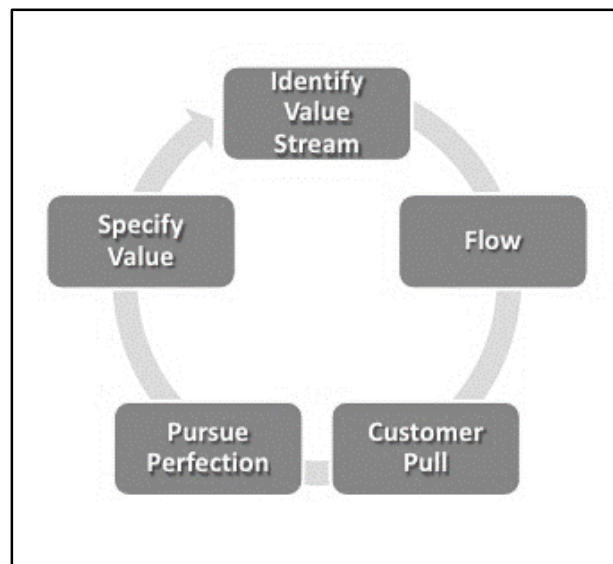 Identify
Value
Stream
Flow
Customer
Pull
Pursue
Perfection
Specify
Value